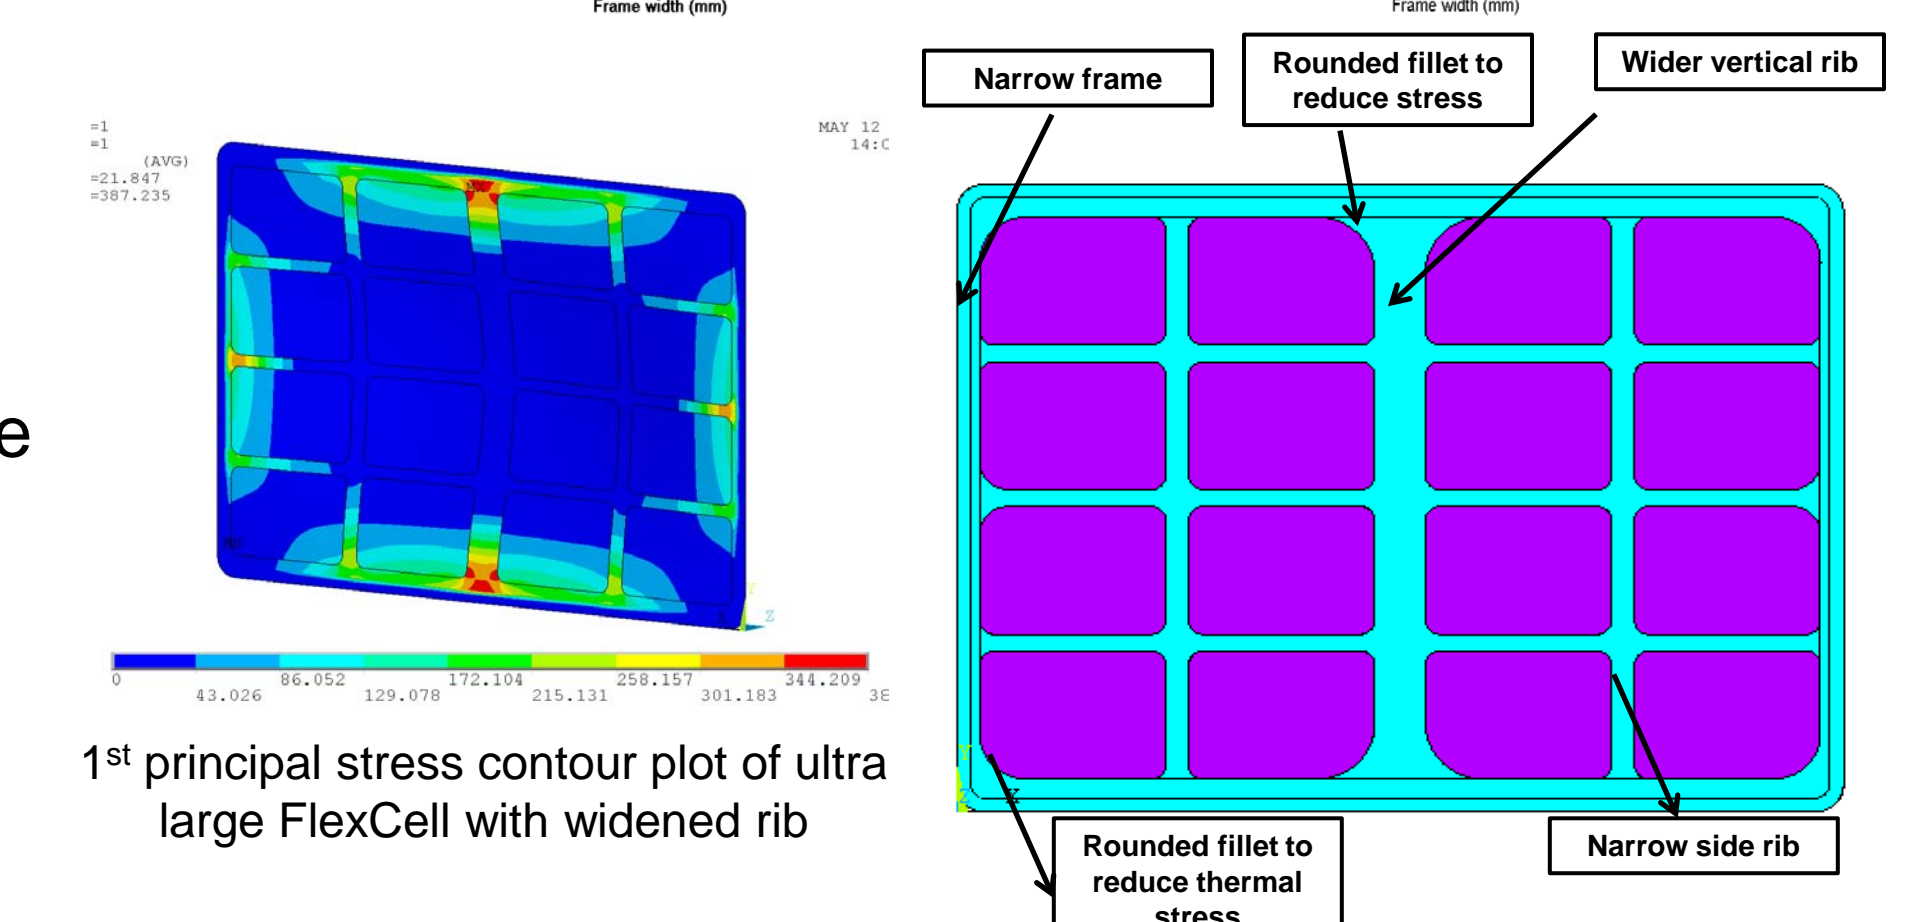 Frame width (mm)
Frame width (mm)
Narrow frame
Rounded fillet to
reduce stress
Wider vertical rib
=1
=1
(AVG)
=21.847
=387.235
MAY 12
MX
e
Y
Z
0
43.026
86.052
129.078
172.104
215.131
258.157
301.183
344.209
1st principal stress contour plot of ultra
large FlexCell with widened rib
Y
Z
X
Rounded fillet to
reduce thermal
stress
Narrow side rib